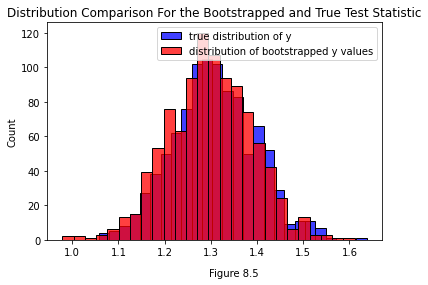 Distribution Comparison For the Bootstrapped and True Test Statistic
true distribution of y
distribution of bootstrapped y values
120
100
80
60
40
20
0
Count
1.0 1.1 1.2 1.3 1.4 1.5 1.6
Figure 8.5